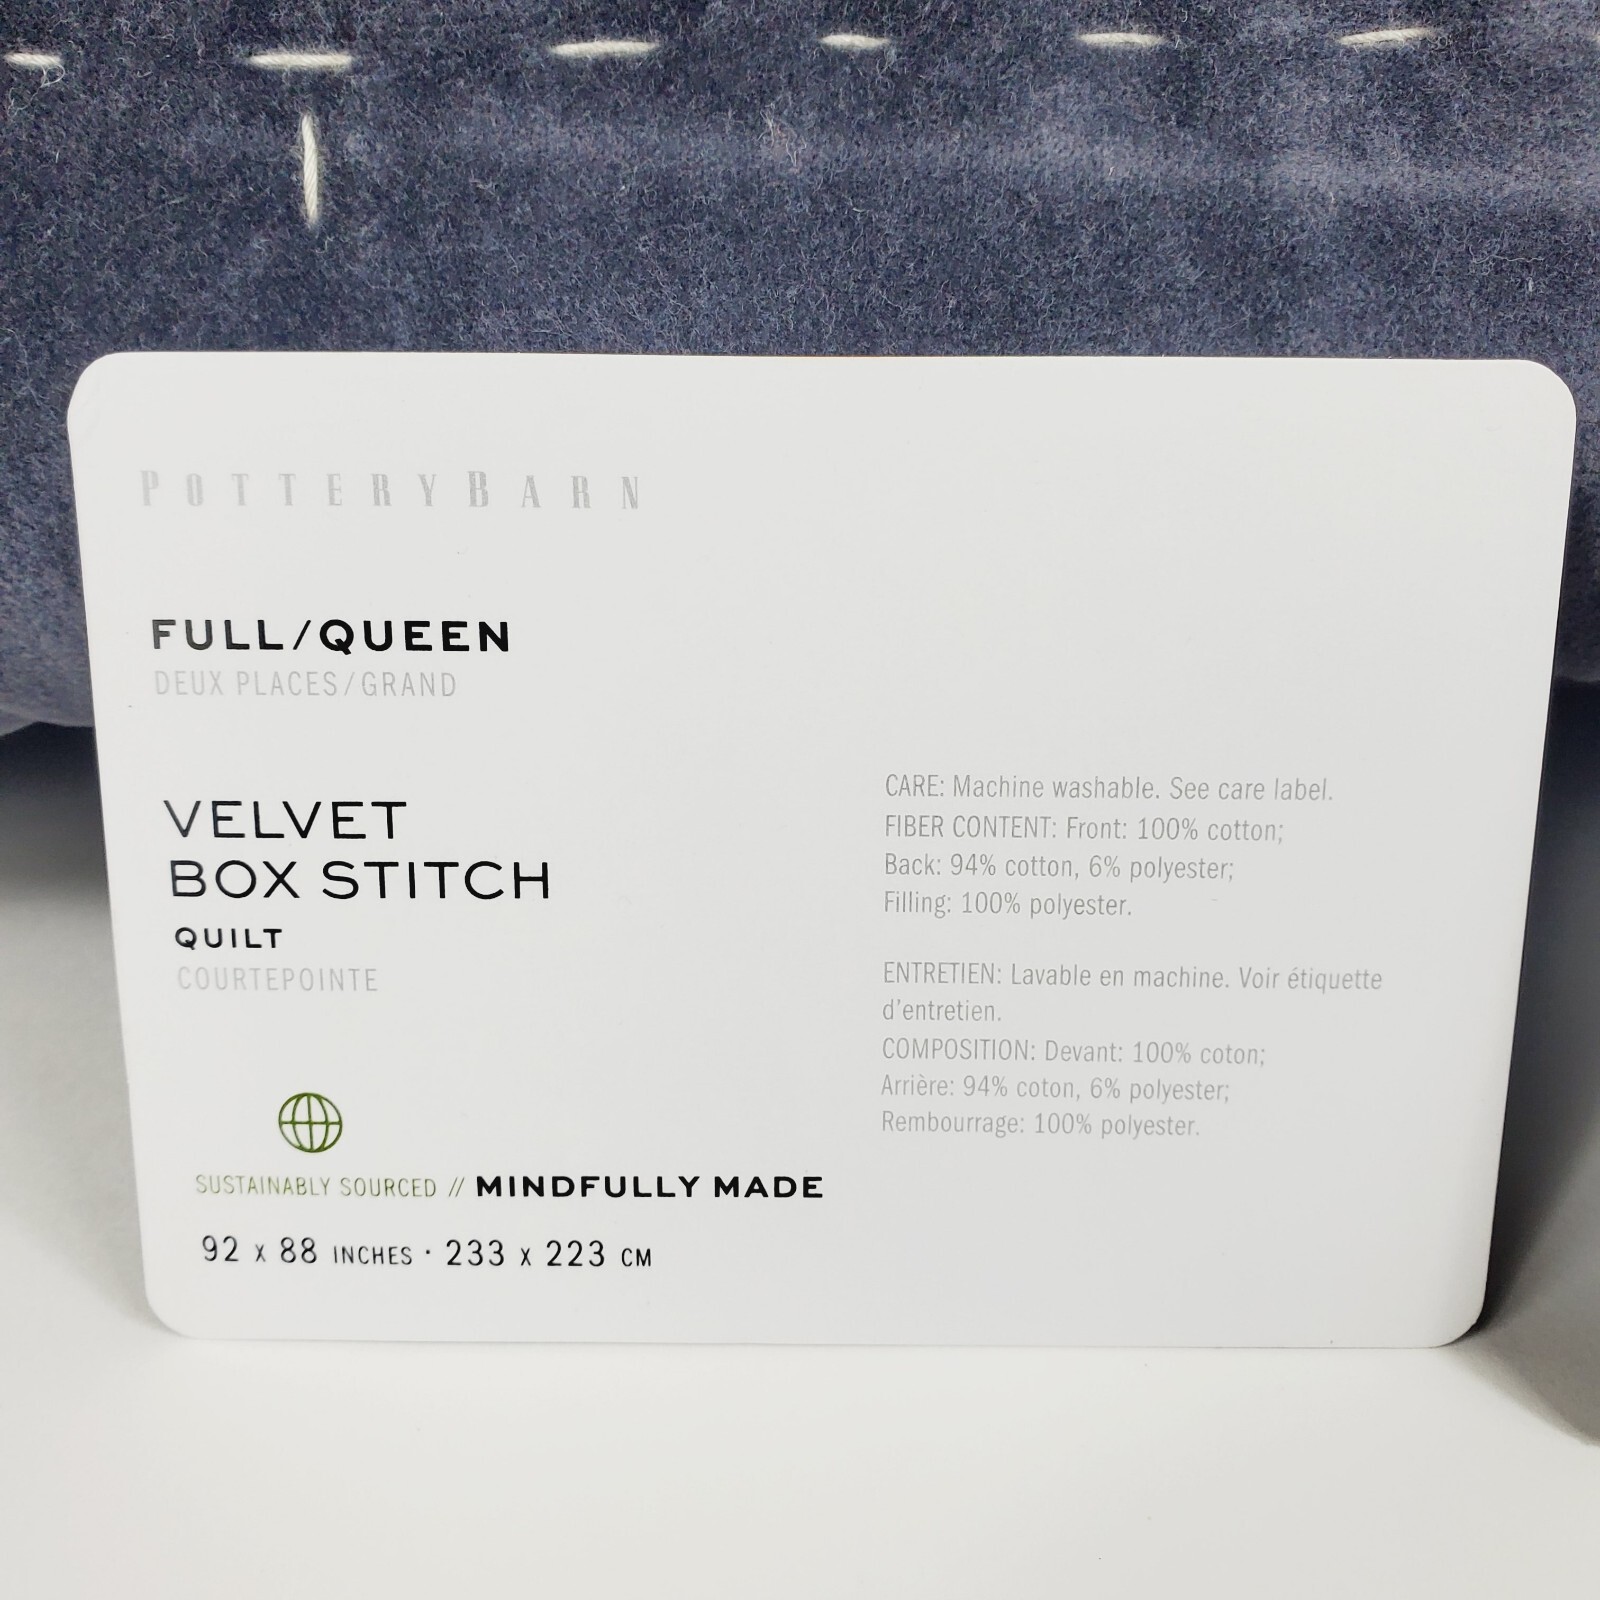 POTTERYBARN
FULL/QUEEN
DEUX PLACES/GRAND
VELVET
BOX STITCH
QUILT
COURTEPOINTE
SUSTAINABLY SOURCED // MINDFULLY MADE
92 x 88 INCHES · 233 x 223 CM
CARE: Machine washable. See care label.
FIBER CONTENT: Front: 100% cotton;
Back: 94% cotton, 6% polyester;
Filling: 100% polyester.
ENTRETIEN: Lavable en machine. Voir étiquette
d'entretien.
COMPOSITION: Devant: 100% coton;
Arrière: 94% coton, 6% polyester;
Rembourrage: 100% polyester.